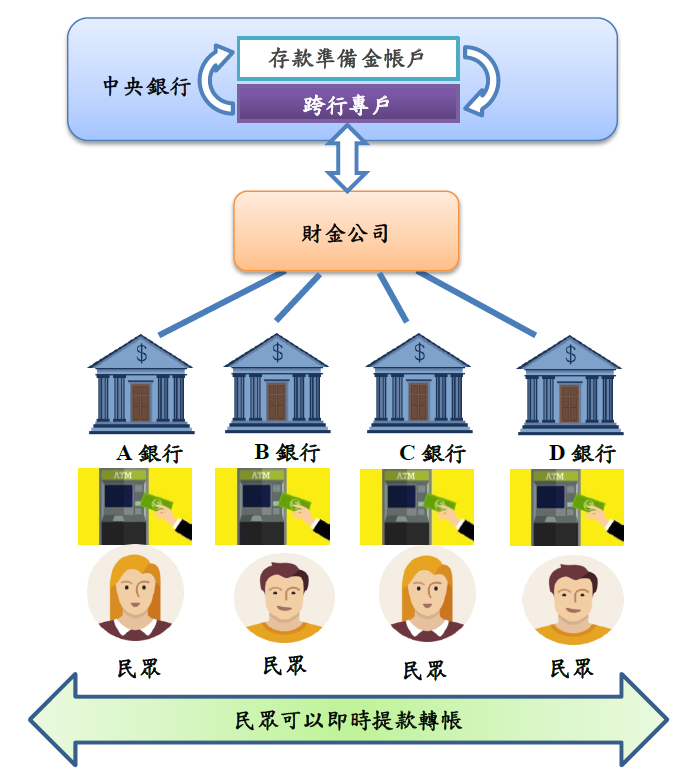 存款準備金帳戶
中央銀行
跨行專戶
財金公司
$ $ $ $
A 銀行 B 銀行 C 銀行 D 銀行
ATM ATM ATM ATM
民眾 民眾 民眾 民眾
民眾可以即時提款轉帳